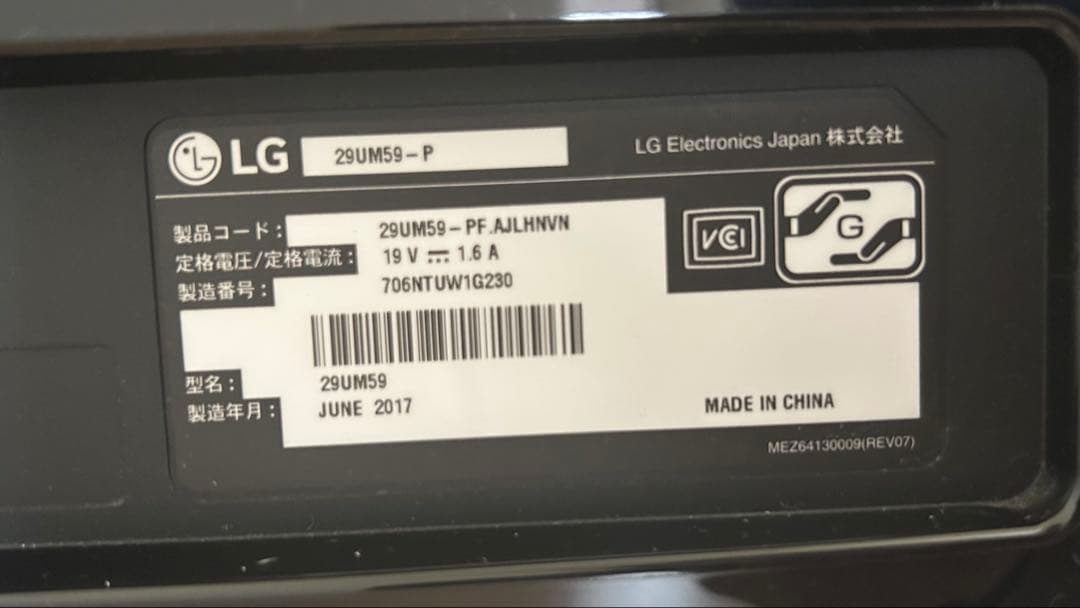 LG 29UM59-P LG Electronics Japan 株式会社
製品コード: 29UM59-PF.AJLHNVN
定格電圧/定格電流: 19 V ⎓ 1.6 A
製造番号: 706NTUW1G230
VCI
G
型名: 29UM59
製造年月: JUNE 2017
MADE IN CHINA
MEZ64130009(REV07)